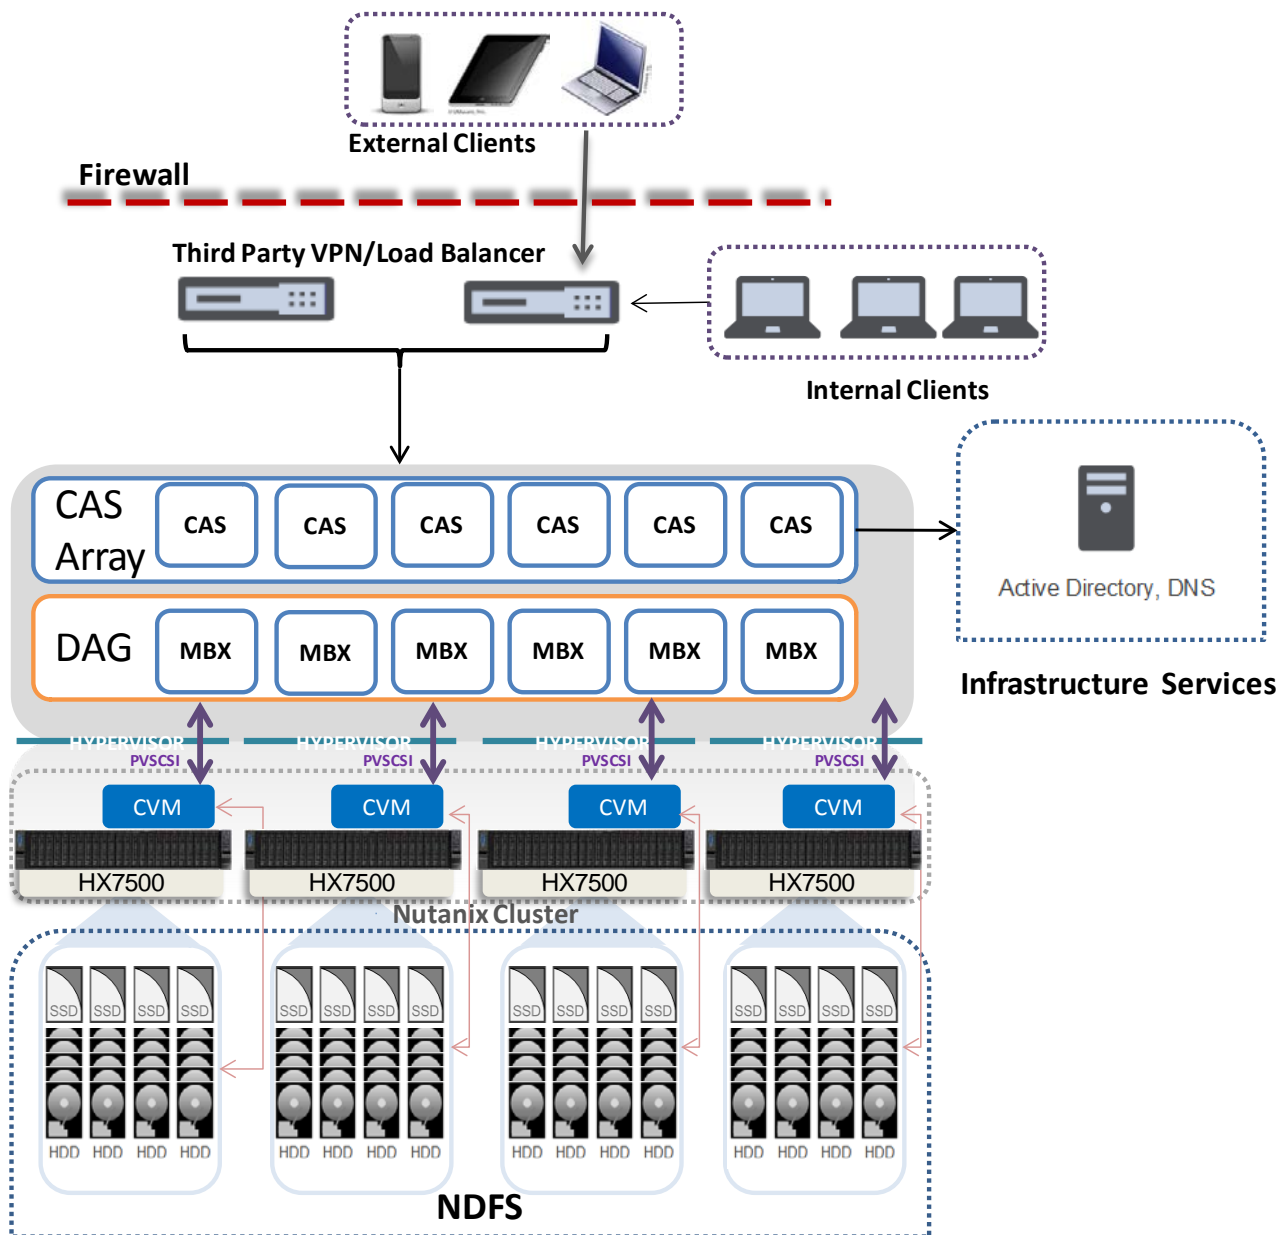 External Clients
Firewall
Third Party VPN/Load Balancer
Internal Clients
CAS Array
CAS CAS CAS CAS CAS CAS
Active Directory, DNS
DAG
MBX MBX MBX MBX MBX MBX
Infrastructure Services
HYPERVISOR HYPERVISOR HYPERVISOR HYPERVISOR
PVSCSI PVSCSI PVSCSI PVSCSI
CVM CVM CVM CVM
HX7500 HX7500 HX7500 HX7500
Nutanix Cluster
SSD SSD SSD SSD SSD SSD SSD SSD SSD SSD SSD SSD SSD SSD SSD SSD
HDD HDD HDD HDD HDD HDD HDD HDD HDD HDD HDD HDD HDD HDD HDD HDD
NDFS